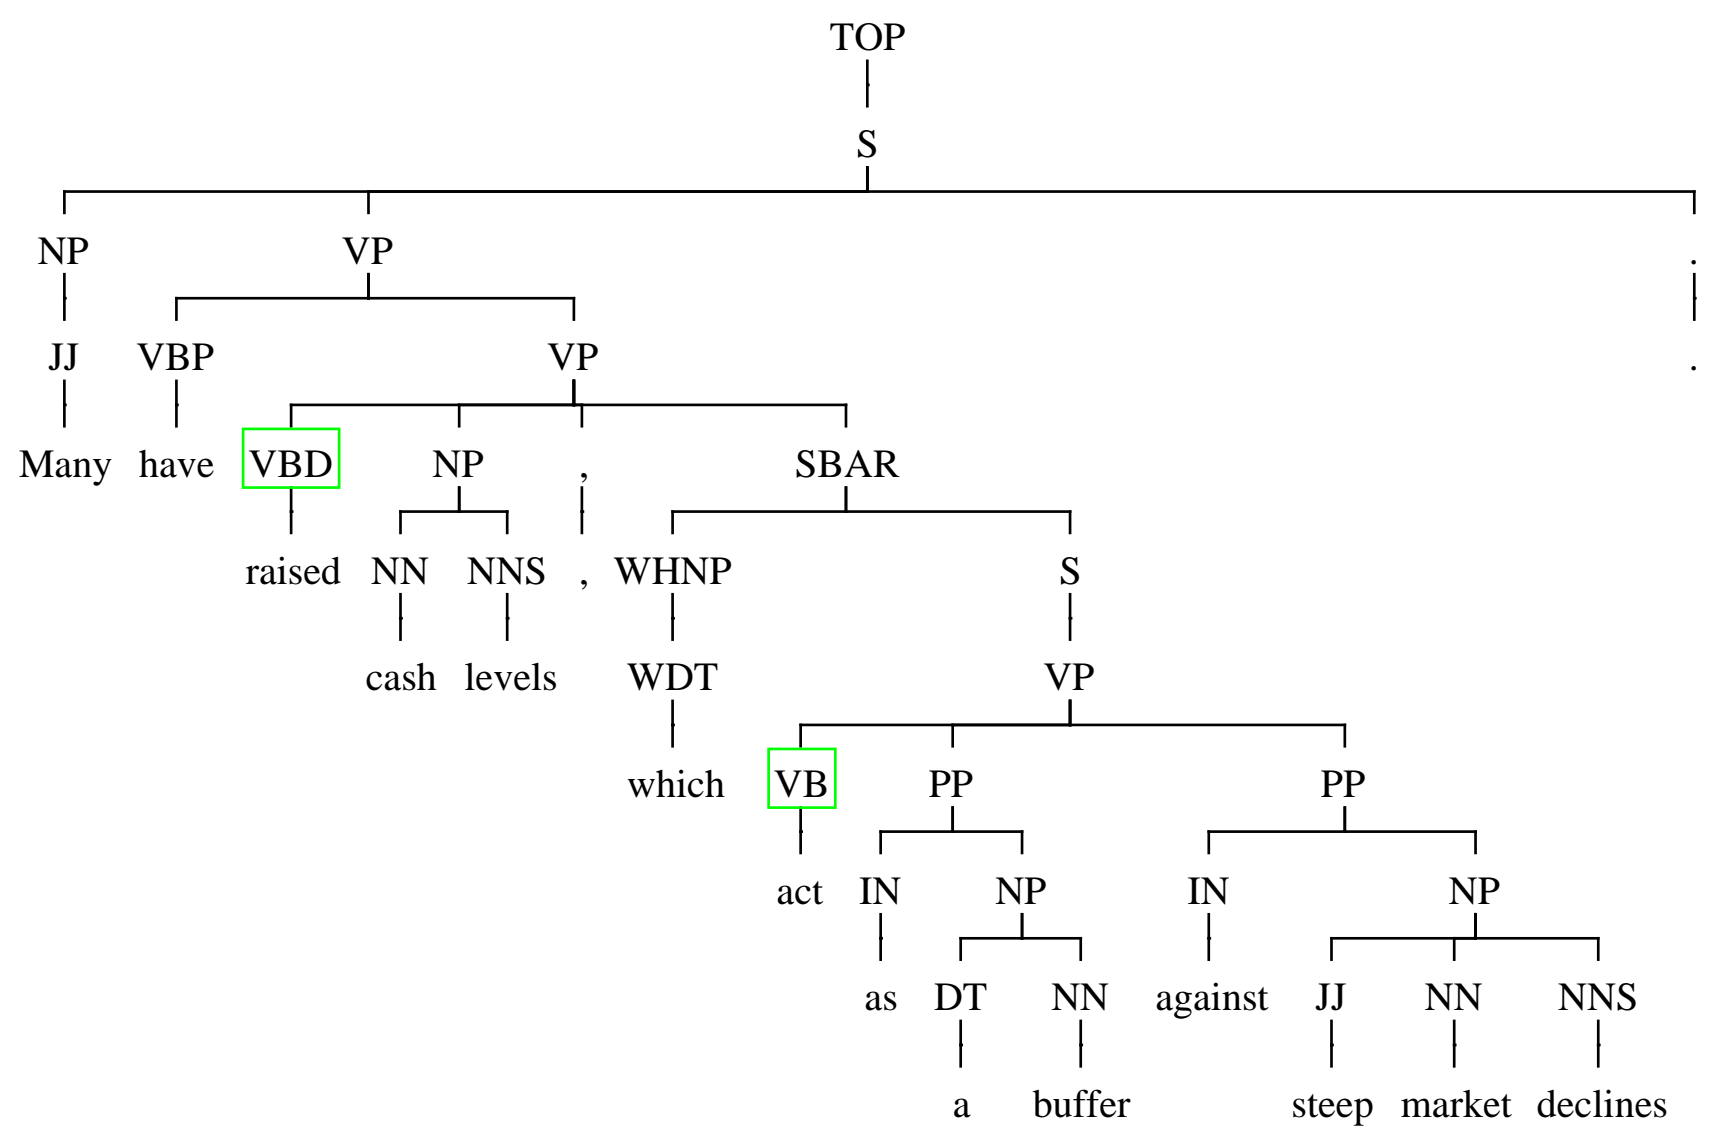 TOP
S
NP VP .
JJ VBP VP .
Many have VBD NP , SBAR
raised NN NNS , WHNP S
cash levels WDT VP
which VB PP PP
act IN NP IN NP
as DT NN against JJ NN NNS
a buffer steep market declines